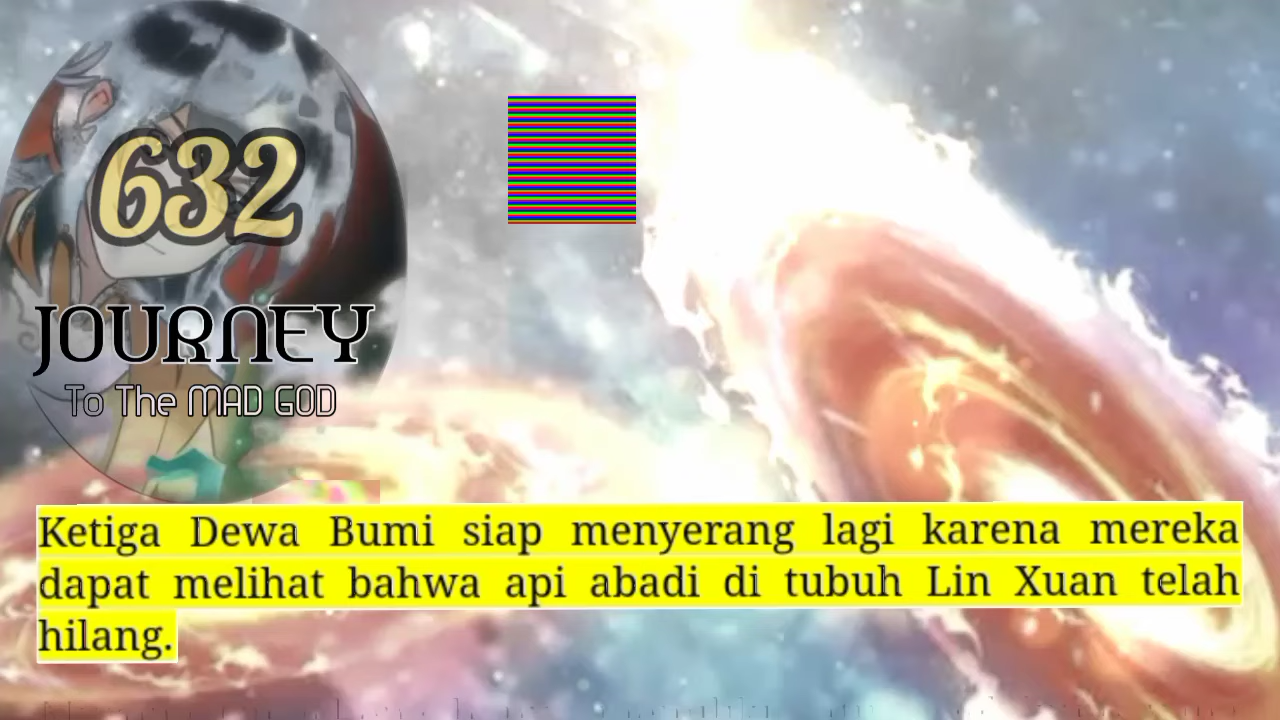 632
JOURNEY
To The MAD GOD
Ketiga Dewa Bumi siap menyerang lagi karena mereka
dapat melihat bahwa api abadi di tubuh Lin Xuan telah
hilang.